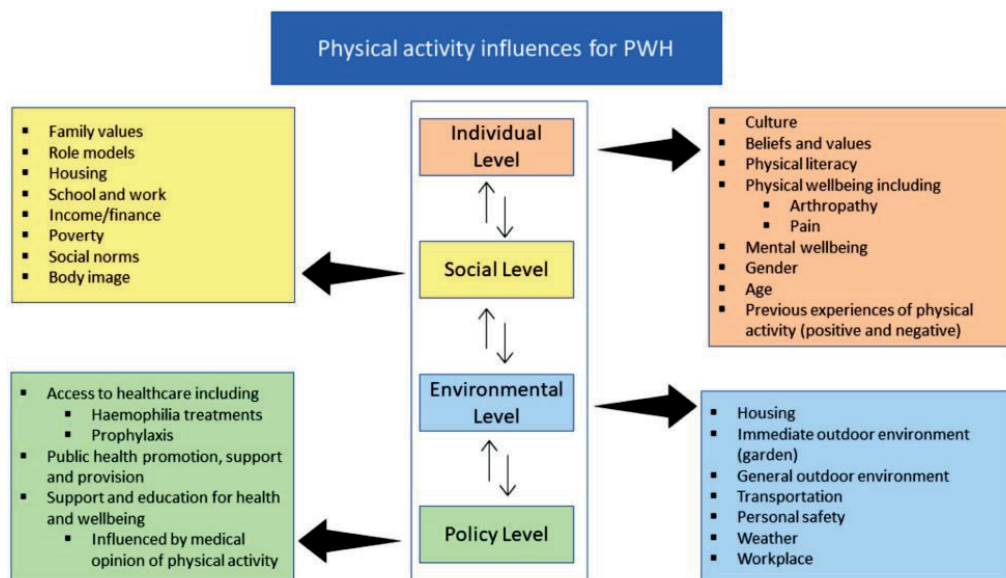 Physical activity influences for PWH
Family values
Role models
Housing
School and work
Income/finance
Poverty
Social norms
Body image
Individual
Level
Culture
Beliefs and values
Physical literacy
Physical wellbeing including
Arthropathy
Pain
Mental wellbeing
Gender
Age
Previous experiences of physical
activity (positive and negative)
Social Level
Access to healthcare including
Haemophilia treatments
Prophylaxis
Public health promotion, support
and provision
Support and education for health
and wellbeing
Influenced by medical
opinion of physical activity
Environmental
Level
Housing
Immediate outdoor environment
(garden)
General outdoor environment
Transportation
Personal safety
Weather
Workplace
Policy Level